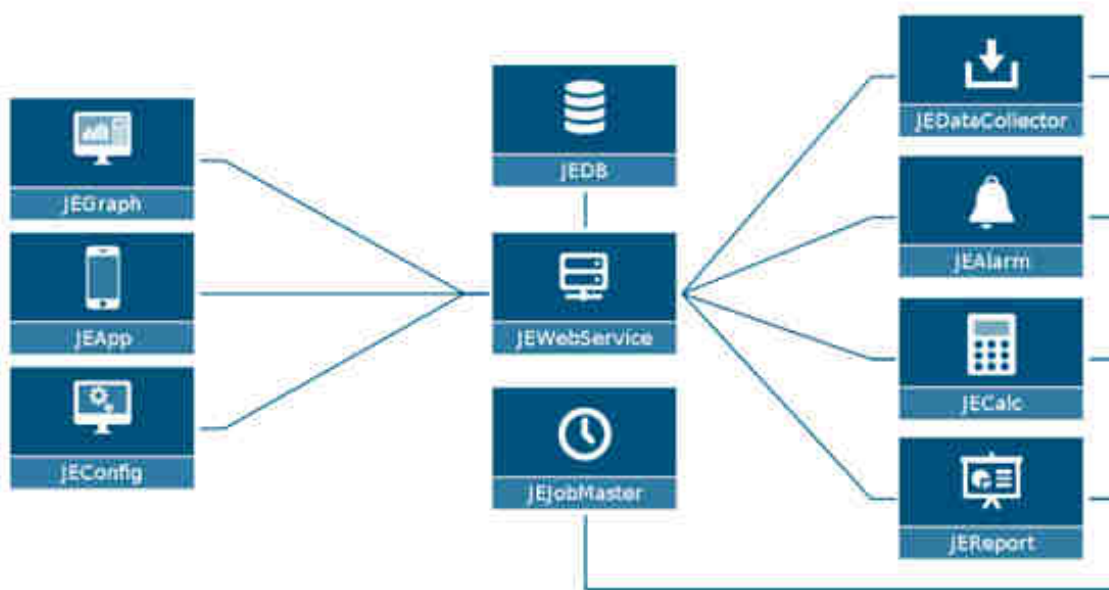 JEGraph
JEApp
JEConfig
JEDB
JEWebService
JEJobMaster
JEDataCollector
JEAlarm
JECalc
JEReport